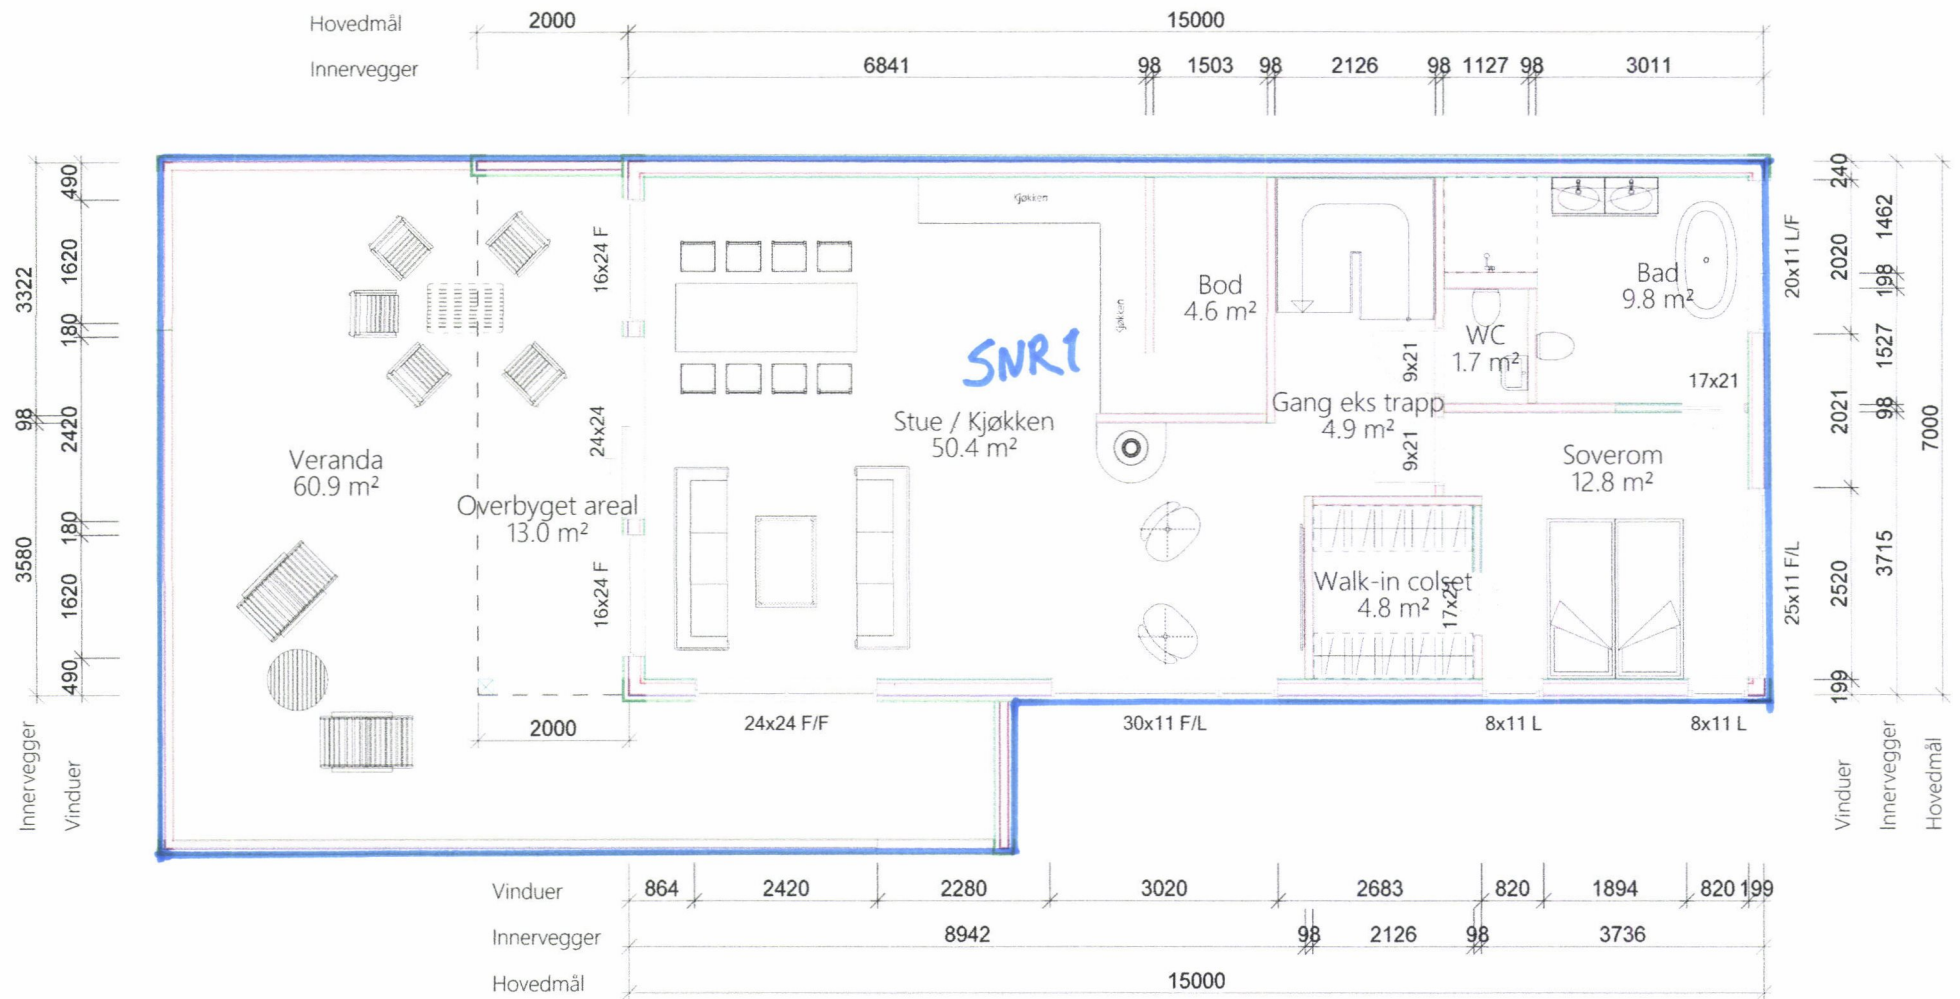 Hovedmål 2000 15000
Innervegger 6841 98 1503 98 2126 98 1127 98 3011
Innervegger 3322 98 3580
Vinduer 490 1620 180 2420 180 1620 490
Kjøkken
Kjøkken
16x24 F
24x24
16x24 F
Bod
4.6 m²
Bad
9.8 m²
WC
1.7 m²
SNR1
9x21
9x21
17x21
Gang eks trapp
4.9 m²
Stue / Kjøkken
50.4 m²
Veranda
60.9 m²
Overbyget areal
13.0 m²
Soverom
12.8 m²
Walk-in colset
4.8 m²
17x21
20x11 L/F
25x11 F/L
240 2020 2021 2520 199 Vinduer
1462 198 1527 98 3715 Innervegger
7000 Hovedmål
2000
24x24 F/F
30x11 F/L
8x11 L
8x11 L
Vinduer 864 2420 2280 3020 2683 820 1894 820 199
Innervegger 8942 98 2126 98 3736
Hovedmål 15000